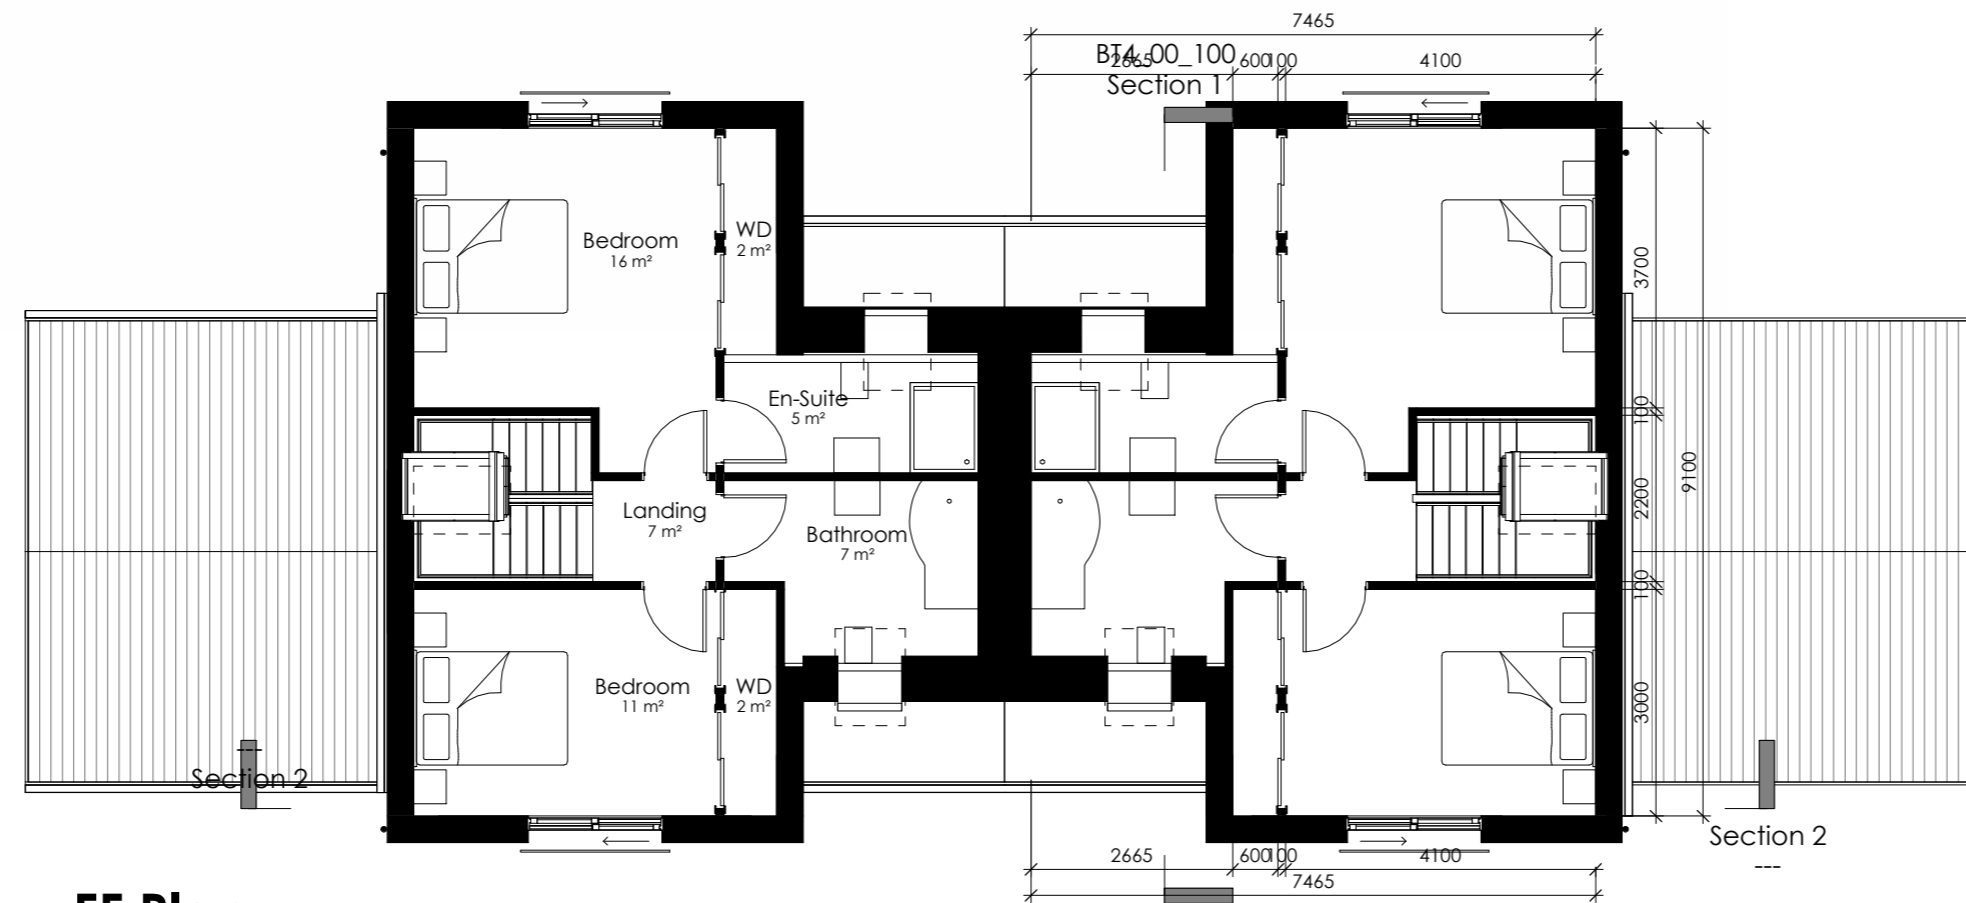 7465
BT4_00_100
2665
600
100
4100
Section 1
Bedroom
16 m²
WD
2 m²
3700
En-Suite
5 m²
100
9100
Landing
7 m²
2200
Bathroom
7 m²
100
Bedroom
11 m²
WD
2 m²
3000
---
Section 2
Section 2
---
2665
600
100
4100
7465